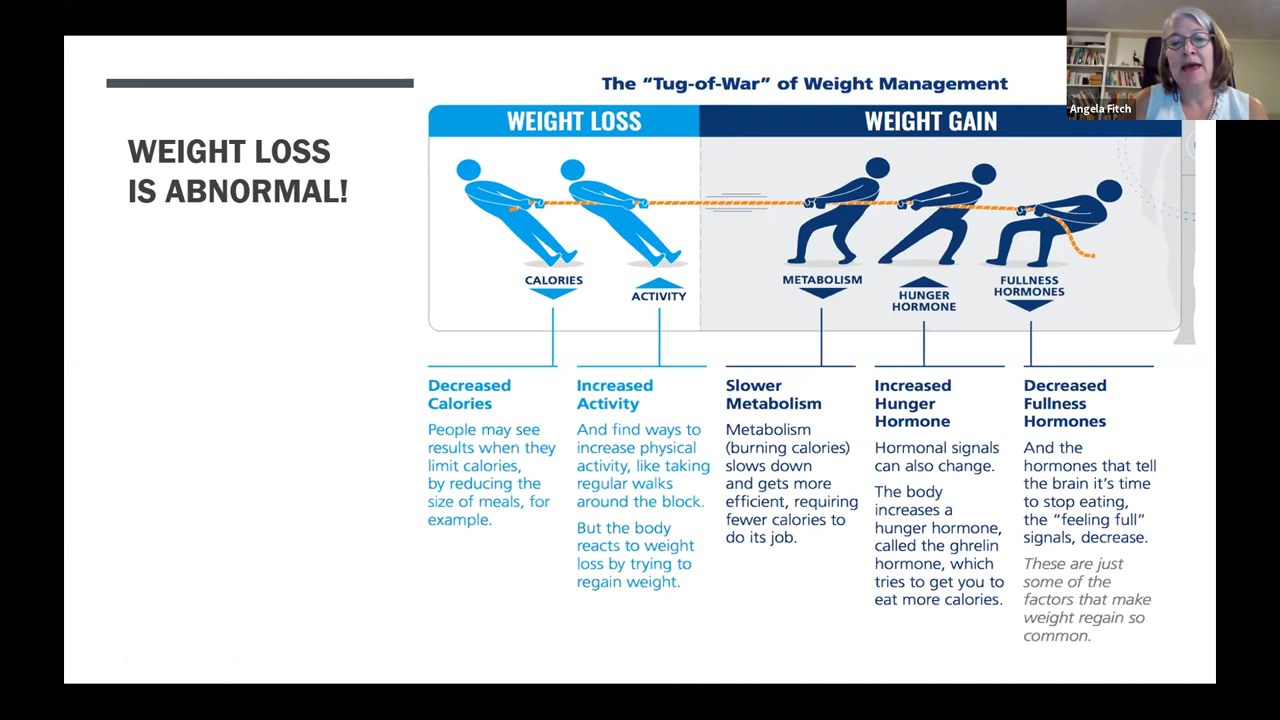 The “Tug-of-War” of Weight Management
Angela Fitch
WEIGHT LOSS
IS ABNORMAL!
WEIGHT LOSS
WEIGHT GAIN
CALORIES
ACTIVITY
METABOLISM
HUNGER
HORMONE
FULLNESS
HORMONES
Decreased
Calories
People may see
results when they
limit calories,
by reducing the
size of meals, for
example.
Increased
Activity
And find ways to
increase physical
activity, like taking
regular walks
around the block.
But the body
reacts to weight
loss by trying to
regain weight.
Slower
Metabolism
Metabolism
(burning calories)
slows down
and gets more
efficient, requiring
fewer calories to
do its job.
Increased
Hunger
Hormone
Hormonal signals
can also change.
The body
increases a
hunger hormone,
called the ghrelin
hormone, which
tries to get you to
eat more calories.
Decreased
Fullness
Hormones
And the
hormones that tell
the brain it’s time
to stop eating,
the “feeling full”
signals, decrease.
These are just
some of the
factors that make
weight regain so
common.